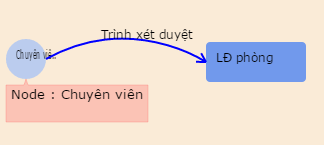 Trình xét duyệt
Chuyên viê..
LĐ phòng
Node : Chuyên viên